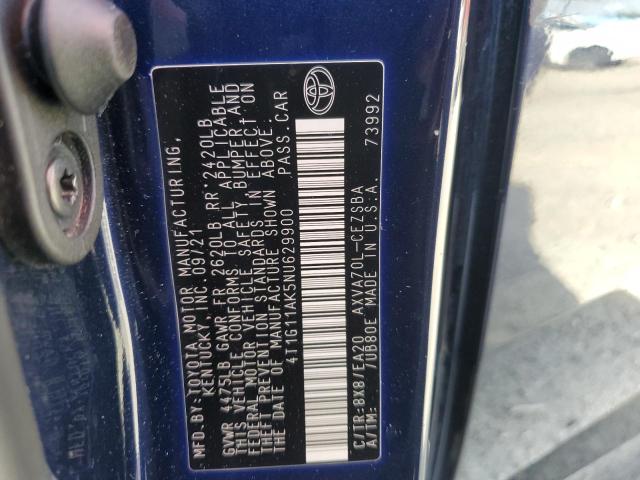 MFD.BY TOYOTA MOTOR MANUFACTURING,
KENTUCKY, INC. 09/21
GVWR 4475LB GAWR FR 2620LB RR 2420LB
THIS VEHICLE CONFORMS TO ALL APPLICABLE
FEDERAL MOTOR VEHICLE SAFETY, BUMPER, AND
THEFT PREVENTION STANDARDS IN EFFECT ON
THE DATE OF MANUFACTURE SHOWN ABOVE.
4T1G11AK5NU629900 PASS.CAR
C/TR:8X8/EA20 AXVA70L-CEZSBA
A/TM: /UB80E MADE IN U.S.A. 73992